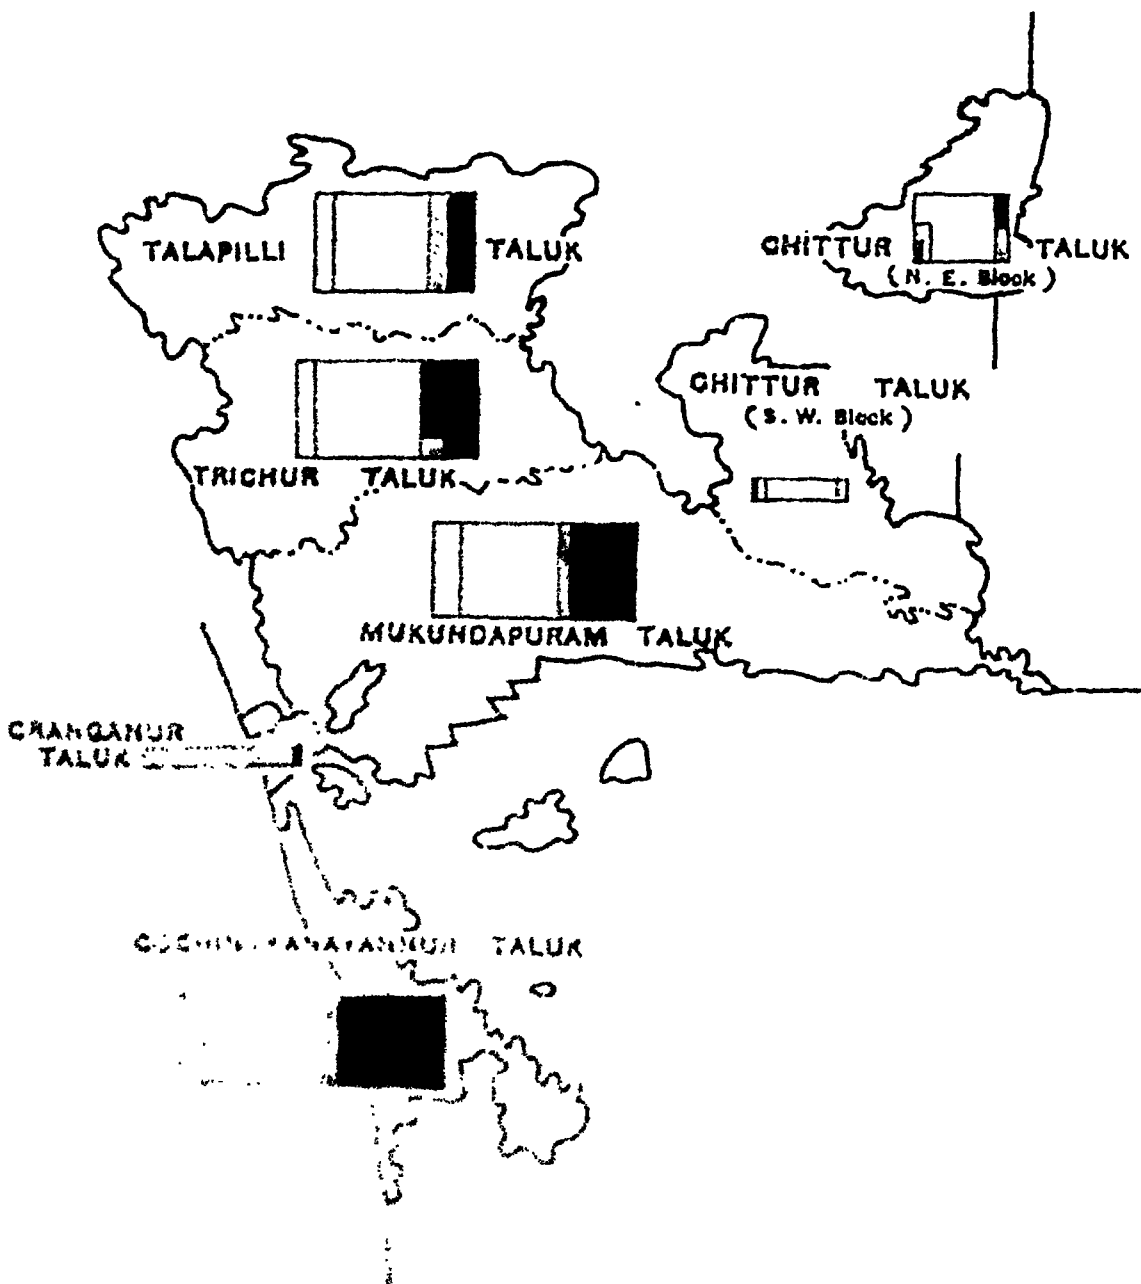 TALAPILLI TALUK
CHITTUR TALUK
(N. E. Block)
CHITTUR TALUK
(S. W. Block)
TRICHUR TALUK
MUKUNDAPURAM TALUK
CRANGANUR
TALUK
TALUK